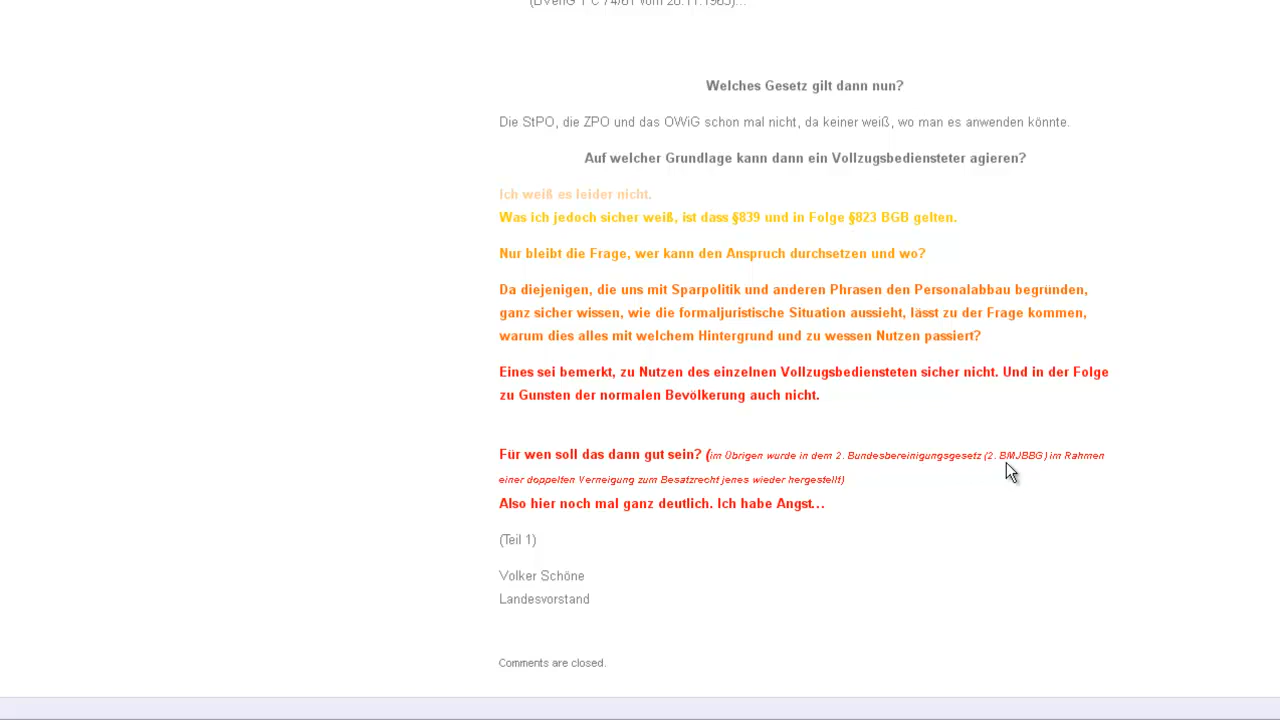 (BVerfG 1 C 74/61 vom 28.11.1963)...
Welches Gesetz gilt dann nun?
Die StPO, die ZPO und das OWiG schon mal nicht, da keiner weiß, wo man es anwenden könnte.
Auf welcher Grundlage kann dann ein Vollzugsbediensteter agieren?
Ich weiß es leider nicht.
Was ich jedoch sicher weiß, ist dass §839 und in Folge §823 BGB gelten.
Nur bleibt die Frage, wer kann den Anspruch durchsetzen und wo?
Da diejenigen, die uns mit Sparpolitik und anderen Phrasen den Personalabbau begründen,
ganz sicher wissen, wie die formaljuristische Situation aussieht, lässt zu der Frage kommen,
warum dies alles mit welchem Hintergrund und zu wessen Nutzen passiert?
Eines sei bemerkt, zu Nutzen des einzelnen Vollzugsbediensteten sicher nicht. Und in der Folge
zu Gunsten der normalen Bevölkerung auch nicht.
Für wen soll das dann gut sein? (im Übrigen wurde in dem 2. Bundesbereinigungsgesetz (2. BMJBBG) im Rahmen
einer doppelten Verneigung zum Besatzrecht jenes wieder hergestellt)
Also hier noch mal ganz deutlich. Ich habe Angst...
(Teil 1)
Volker Schöne
Landesvorstand
Comments are closed.